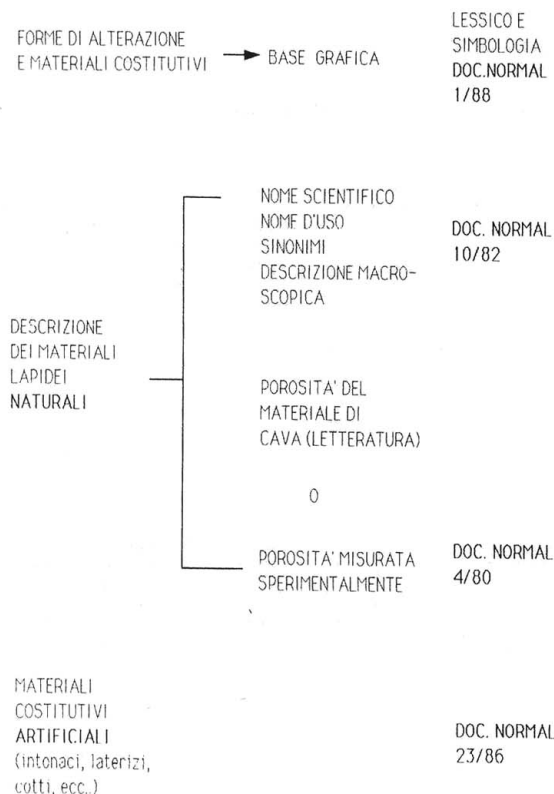 FORME DI ALTERAZIONE
E MATERIALI COSTITUTIVI
BASE GRAFICA
LESSICO E
SIMBOLOGIA
DOC.NORMAL
1/88
DESCRIZIONE
DEI MATERIALI
LAPIDEI
NATURALI
NOME SCIENTIFICO
NOME D'USO
SINONIMI
DESCRIZIONE MACRO-
SCOPICA
DOC. NORMAL
10/82
POROSITA' DEL
MATERIALE DI
CAVA (LETTERATURA)
O
POROSITA' MISURATA
SPERIMENTALMENTE
DOC. NORMAL
4/80
MATERIALI
COSTITUTIVI
ARTIFICIALI
(intonaci, laterizi,
cotti, ecc..)
DOC. NORMAL
23/86